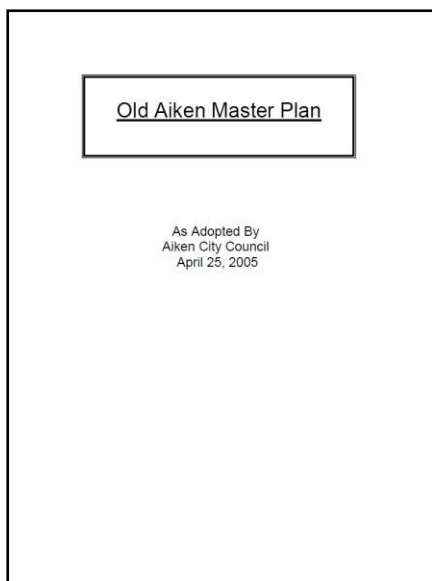 Old Aiken Master Plan
As Adopted By
Aiken City Council
April 25, 2005